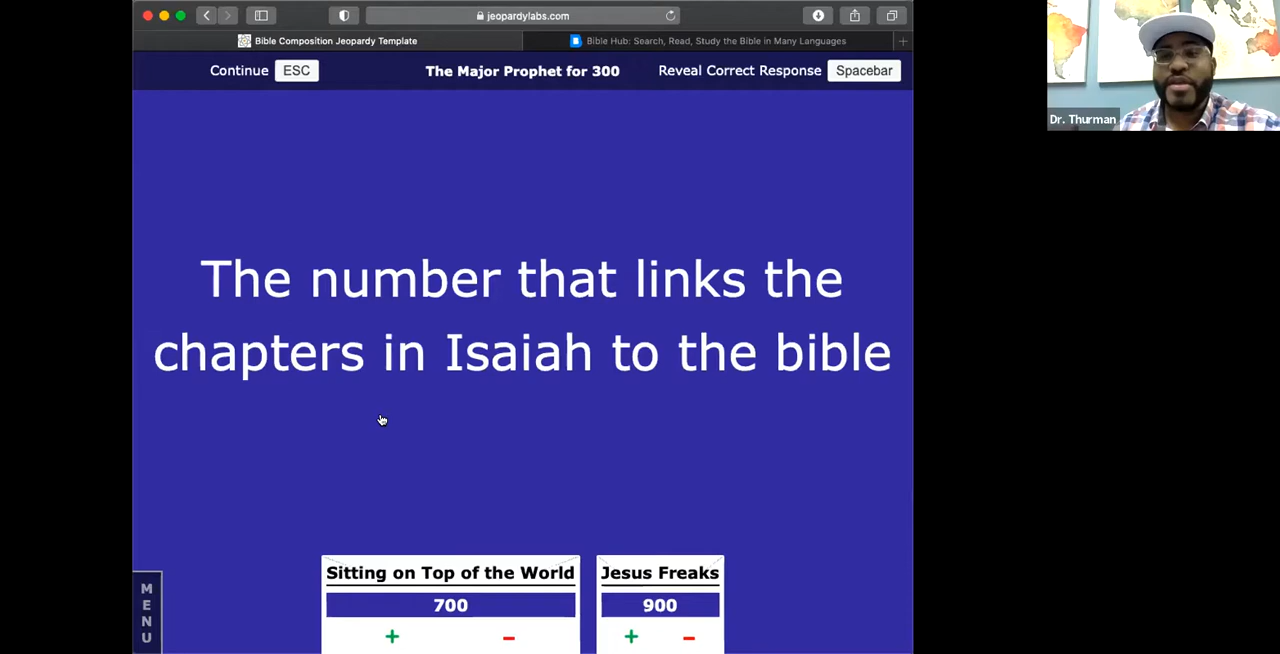 jeopardylabs.com
Bible Composition Jeopardy Template
Bible Hub: Search, Read, Study the Bible in Many Languages
Continue ESC
The Major Prophet for 300
Reveal Correct Response Spacebar
Dr. Thurman
The number that links the
chapters in Isaiah to the bible
MENU
Sitting on Top of the World
700
+ −
Jesus Freaks
900
+ −